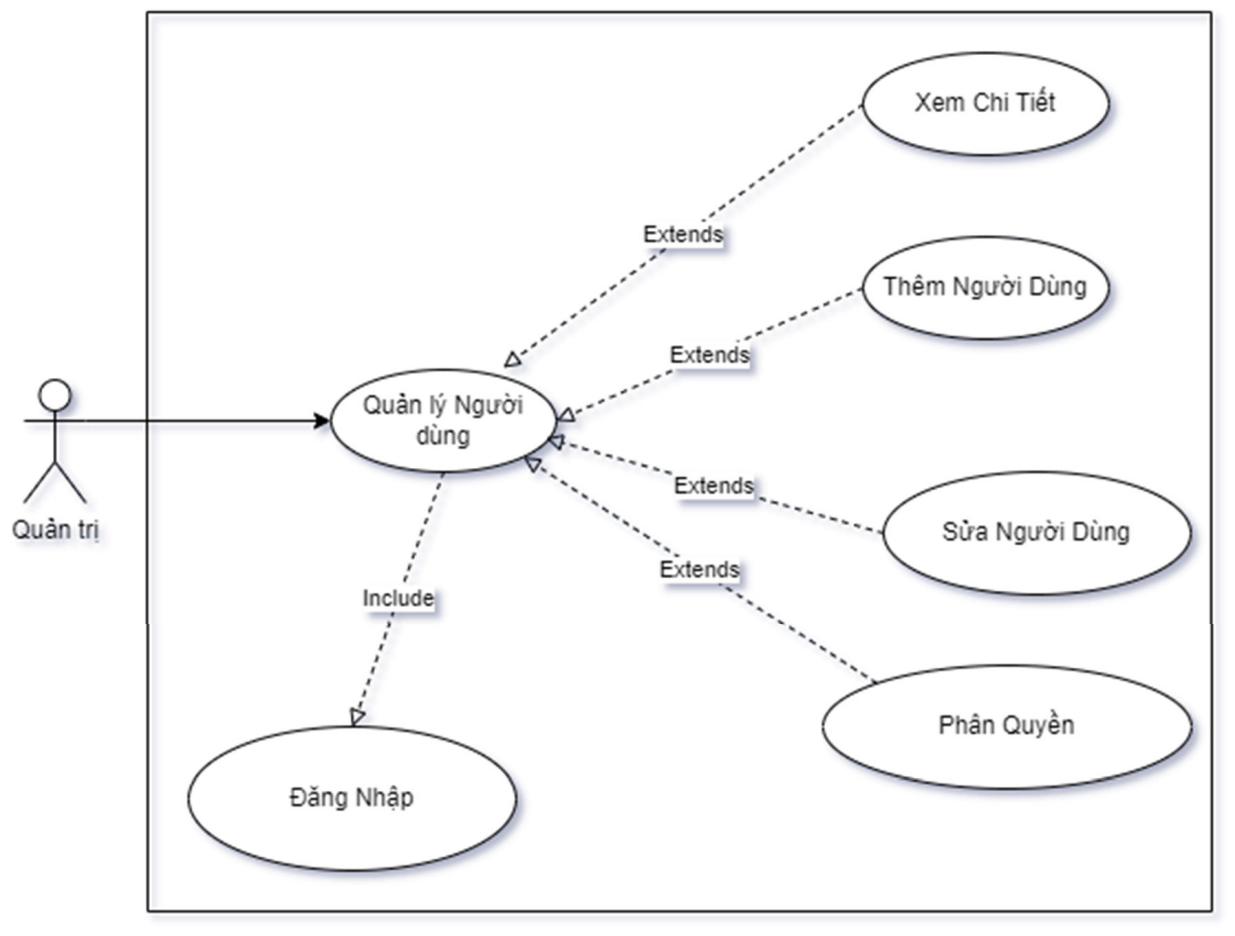 Xem Chi Tiết
Extends
Thêm Người Dùng
Extends
Quản lý Người
dùng
Extends
Sửa Người Dùng
Quản trị
Extends
Include
Phân Quyền
Đăng Nhập